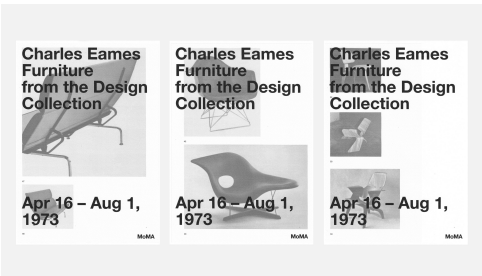 Charles Eames
Furniture
from the Design
Collection
Apr 16 – Aug 1,
1973
MoMA
Charles Eames
Furniture
from the Design
Collection
Apr 16 – Aug 1,
1973
MoMA
Charles Eames
Furniture
from the Design
Collection
Apr 16 – Aug 1,
1973
MoMA